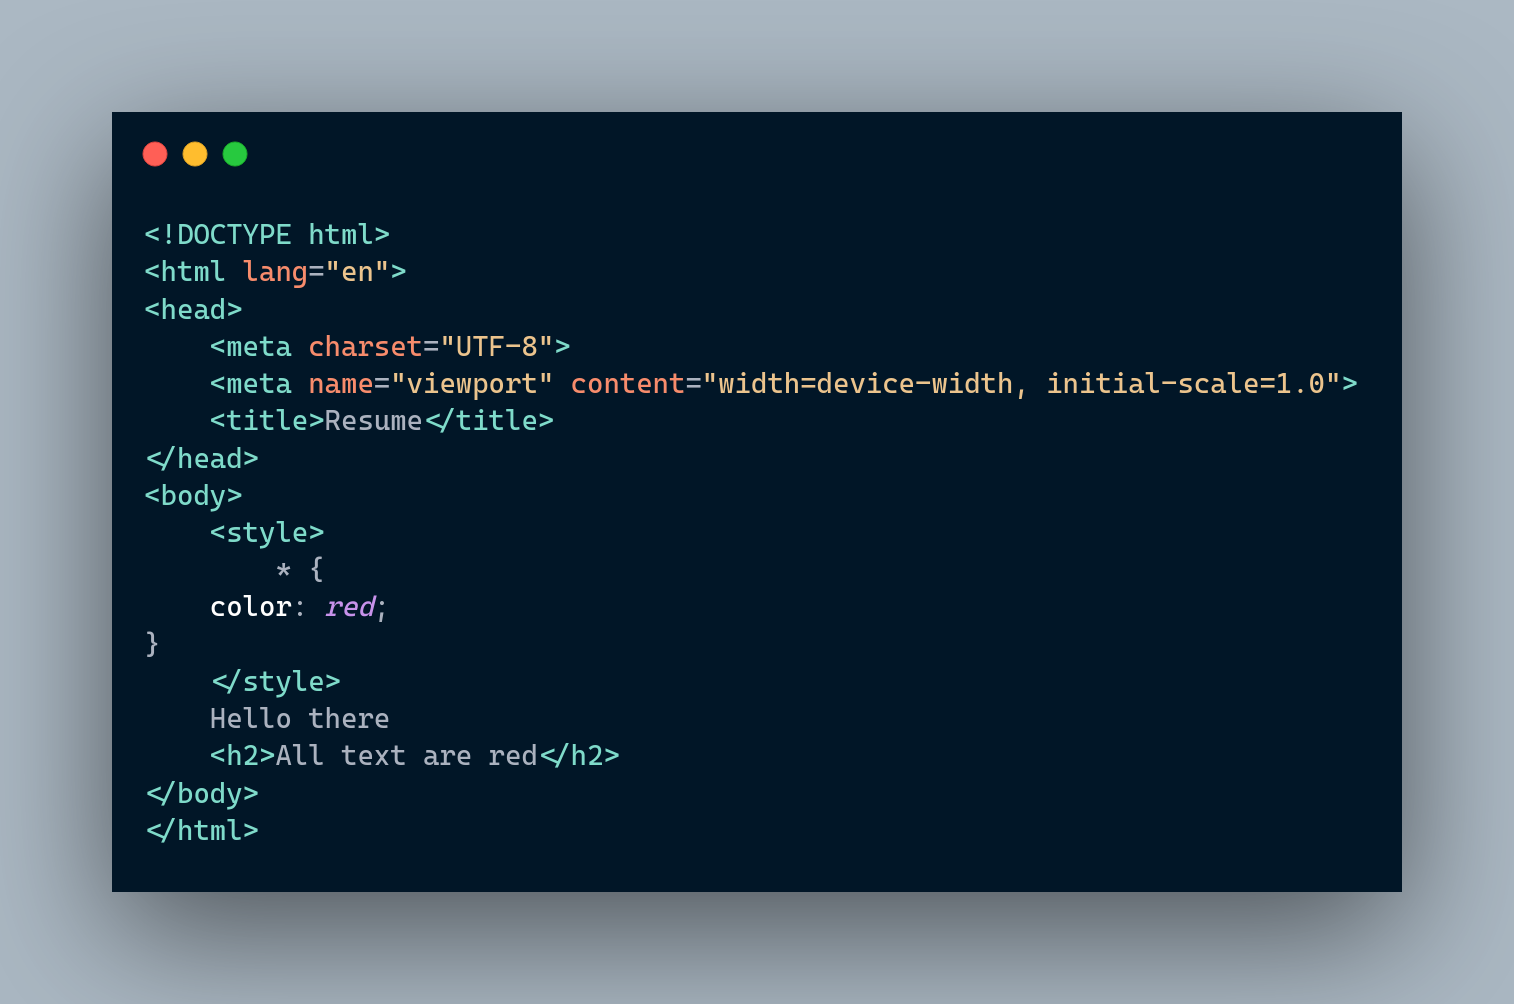 <!DOCTYPE html>
<html lang="en">
<head>
    <meta charset="UTF-8">
    <meta name="viewport" content="width=device-width, initial-scale=1.0">
    <title>Resume</title>
</head>
<body>
    <style>
        * {
    color: red;
}
    </style>
    Hello there
    <h2>All text are red</h2>
</body>
</html>